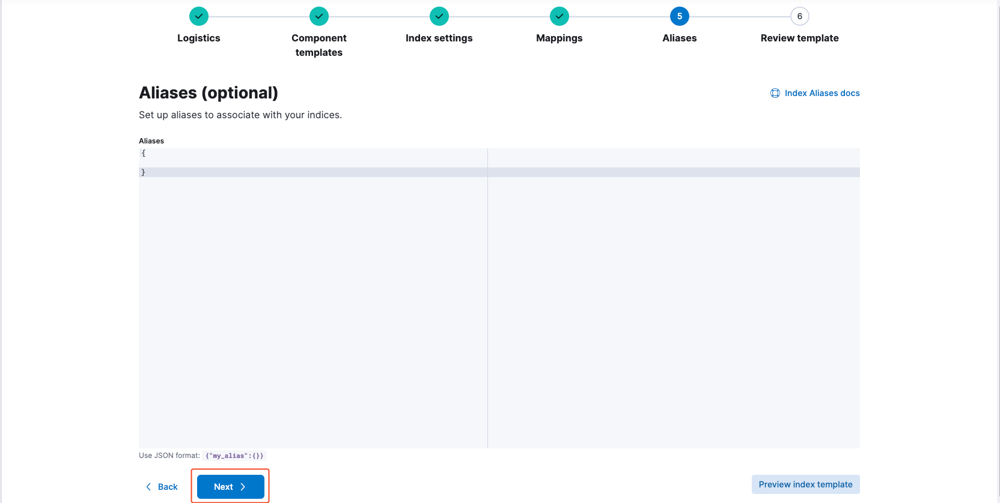 5
6
Logistics
Component
templates
Index settings
Mappings
Aliases
Review template
Aliases (optional)
Index Aliases docs
Set up aliases to associate with your indices.
Aliases
{
}
Use JSON format: {"my_alias":{}}
Back
Next
Preview index template